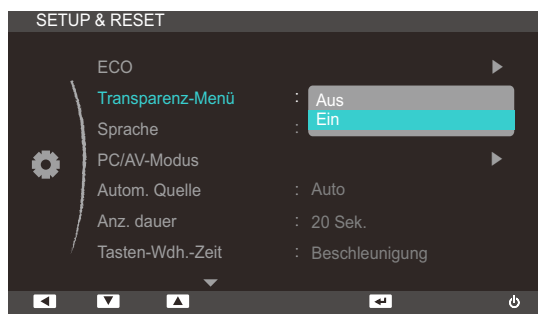 SETUP & RESET
ECO
Transparenz-Menü : Aus
Ein
Sprache :
PC/AV-Modus
Autom. Quelle : Auto
Anz. dauer : 20 Sek.
Tasten-Wdh.-Zeit : Beschleunigung